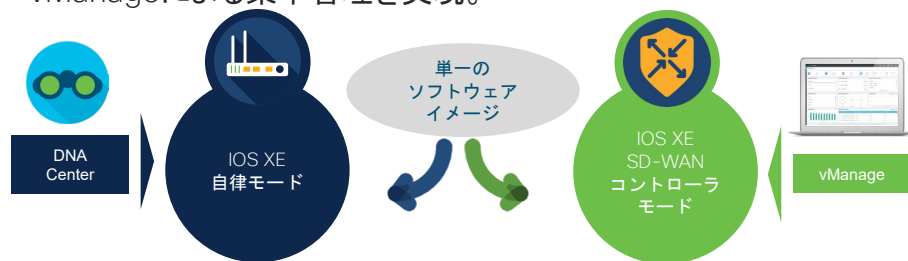 vManageによる集中管理を実現。
単一の
ソフトウェア
イメージ
DNA
Center
IOS XE
自律モード
IOS XE
SD-WAN
コントローラ
モード
vManage